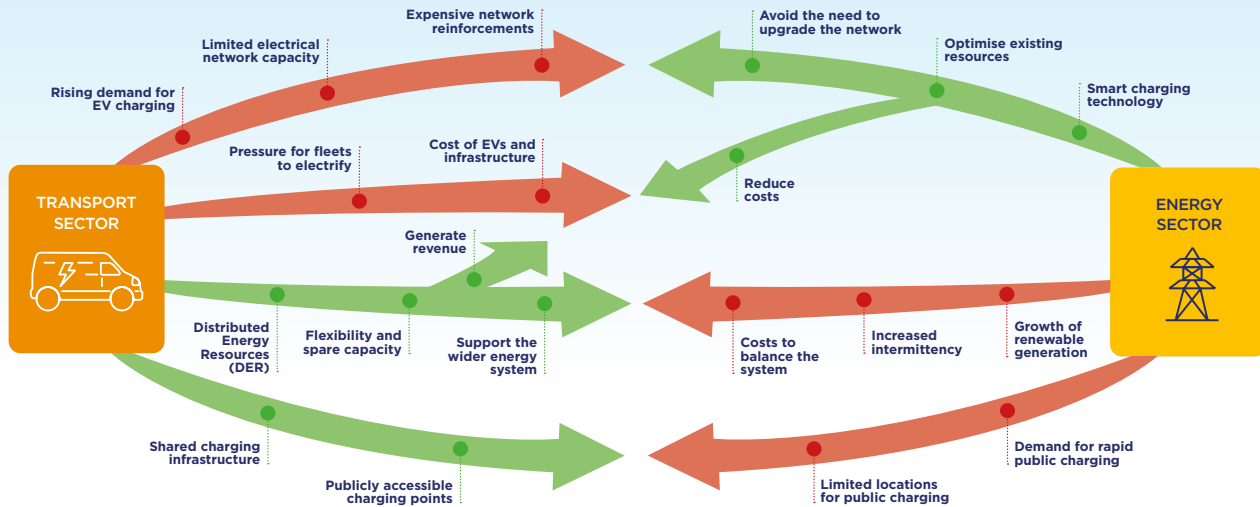 Expensive network
reinforcements
Avoid the need to
upgrade the network
Limited electrical
network capacity
Optimise existing
resources
Rising demand for
EV charging
Smart charging
technology
Pressure for fleets
to electrify
Cost of EVs and
infrastructure
Reduce
costs
TRANSPORT
SECTOR
ENERGY
SECTOR
Generate
revenue
Distributed
Energy
Resources
(DER)
Flexibility and
spare capacity
Support the
wider energy
system
Costs to
balance the
system
Increased
intermittency
Growth of
renewable
generation
Shared charging
infrastructure
Publicly accessible
charging points
Limited locations
for public charging
Demand for rapid
public charging